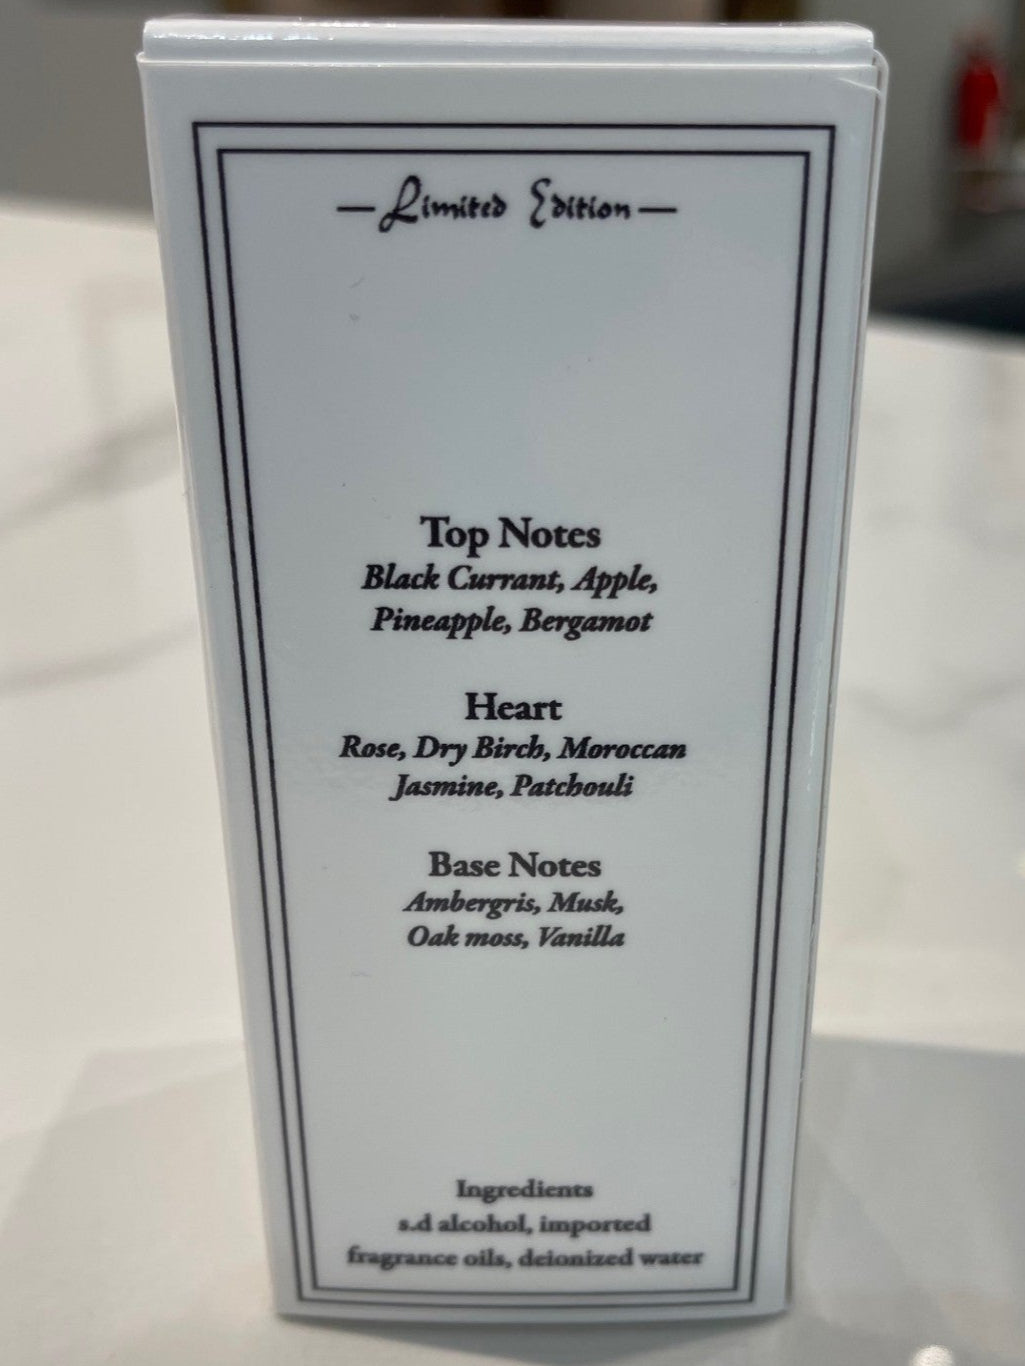 —Limited Edition—
Top Notes
Black Currant, Apple,
Pineapple, Bergamot
Heart
Rose, Dry Birch, Moroccan
Jasmine, Patchouli
Base Notes
Ambergris, Musk,
Oak moss, Vanilla
Ingredients
s.d alcohol, imported
fragrance oils, deionized water